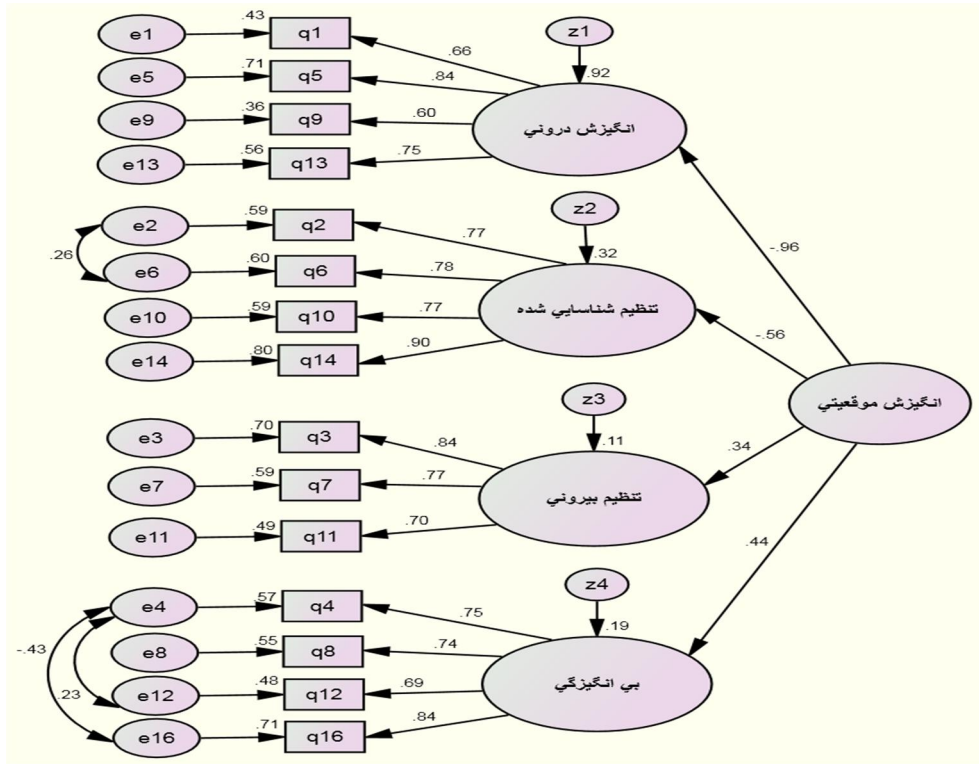 .43
e1
q1
z1
.66
.71
e5
q5
.84
.92
.36
e9
q9
.60
انگيزش دروني
.56
e13
q13
.75
.59
e2
q2
z2
.77
.26
.60
e6
q6
.78
.32
.59
e10
q10
.77
تنظيم شناسايي شده
.80
e14
q14
.90
-.96
-.56
انگيزش موقعيتي
.34
.44
.70
e3
q3
z3
.84
.11
.59
e7
q7
.77
تنظيم بيروني
.49
e11
q11
.70
.57
e4
q4
z4
.75
.19
-.43
.55
e8
q8
.74
.23
.48
e12
q12
.69
بي انگيزگي
.71
e16
q16
.84